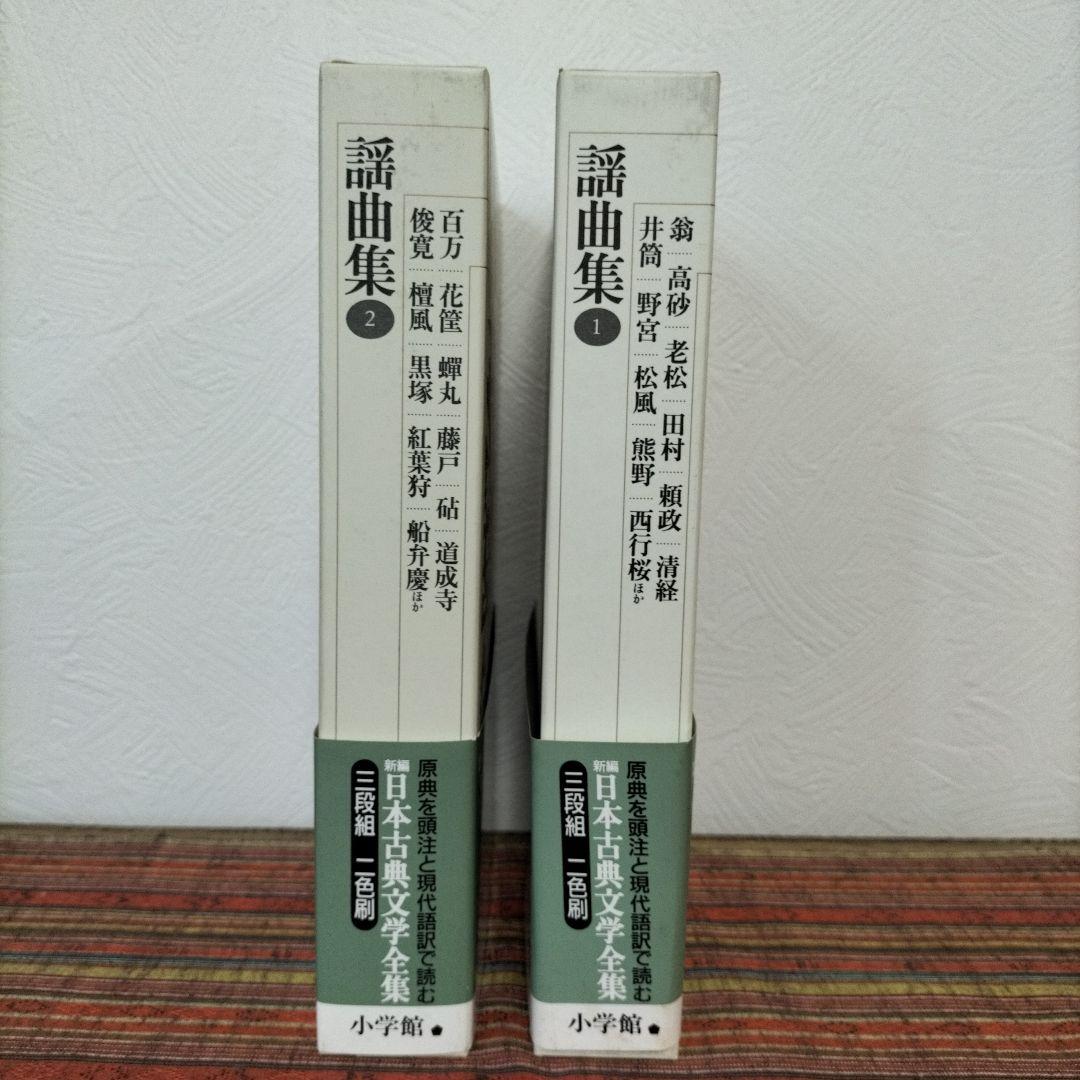 謡曲集
1
翁 高砂 老松 田村 頼政 清経
井筒 野宮 松風 熊野 西行桜ほか
原典を頭注と現代語訳で読む
新編 日本古典文学全集
三段組 二色刷
小学館
謡曲集
2
百万 花筐 蟬丸 藤戸 砧 道成寺
俊寛 檀風 黒塚 紅葉狩 船弁慶ほか
原典を頭注と現代語訳で読む
新編 日本古典文学全集
三段組 二色刷
小学館